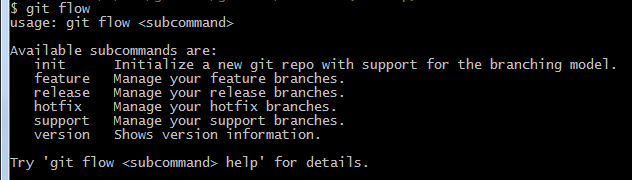 $ git flow
usage: git flow <subcommand>
Available subcommands are:
init Initialize a new git repo with support for the branching model.
feature Manage your feature branches.
release Manage your release branches.
hotfix Manage your hotfix branches.
support Manage your support branches.
version Shows version information.
Try 'git flow <subcommand> help' for details.